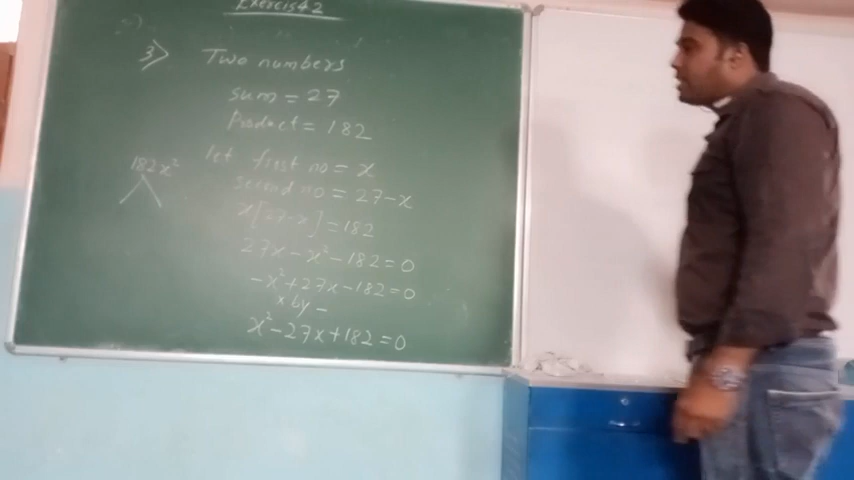 Exercis 4.2
3) Two numbers
sum = 27
Product = 182
let first no = x
second no = 27-x
x[27-x] = 182
27x - x² - 182 = 0
-x² + 27x - 182 = 0
x by -
x² - 27x + 182 = 0
182x²